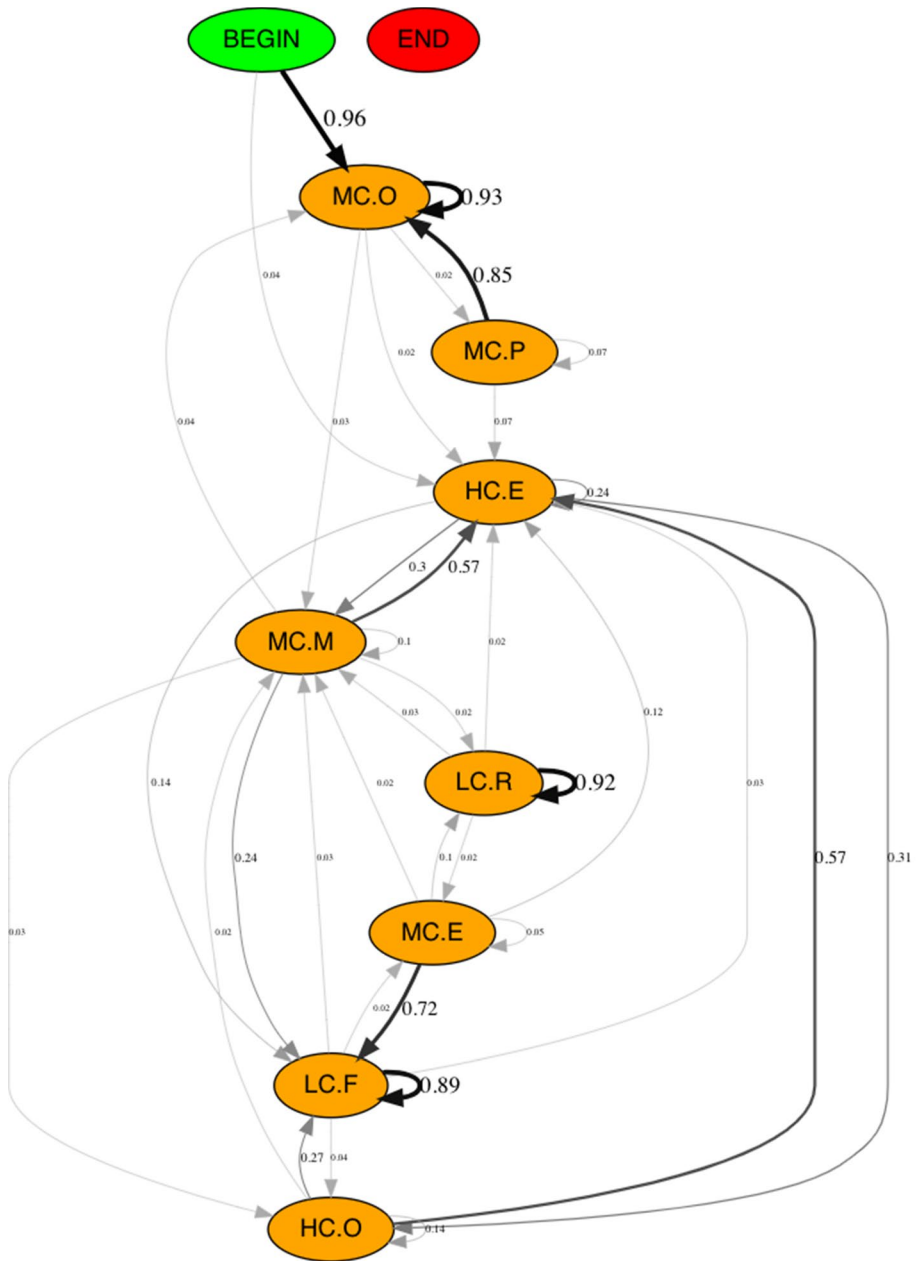 BEGIN END
0.96
MC.O 0.93
0.04 0.02 0.85
MC.P
0.02 0.07
0.04 0.03 0.07
HC.E 0.24
0.3 0.57
MC.M 0.1 0.02
0.03 0.02 0.12
0.14 0.02 LC.R 0.92 0.03
0.24 0.03 0.1 0.02 0.57 0.31
0.03 0.02 MC.E 0.05
0.02 0.72
LC.F 0.89
0.27 0.04
HC.O 0.14